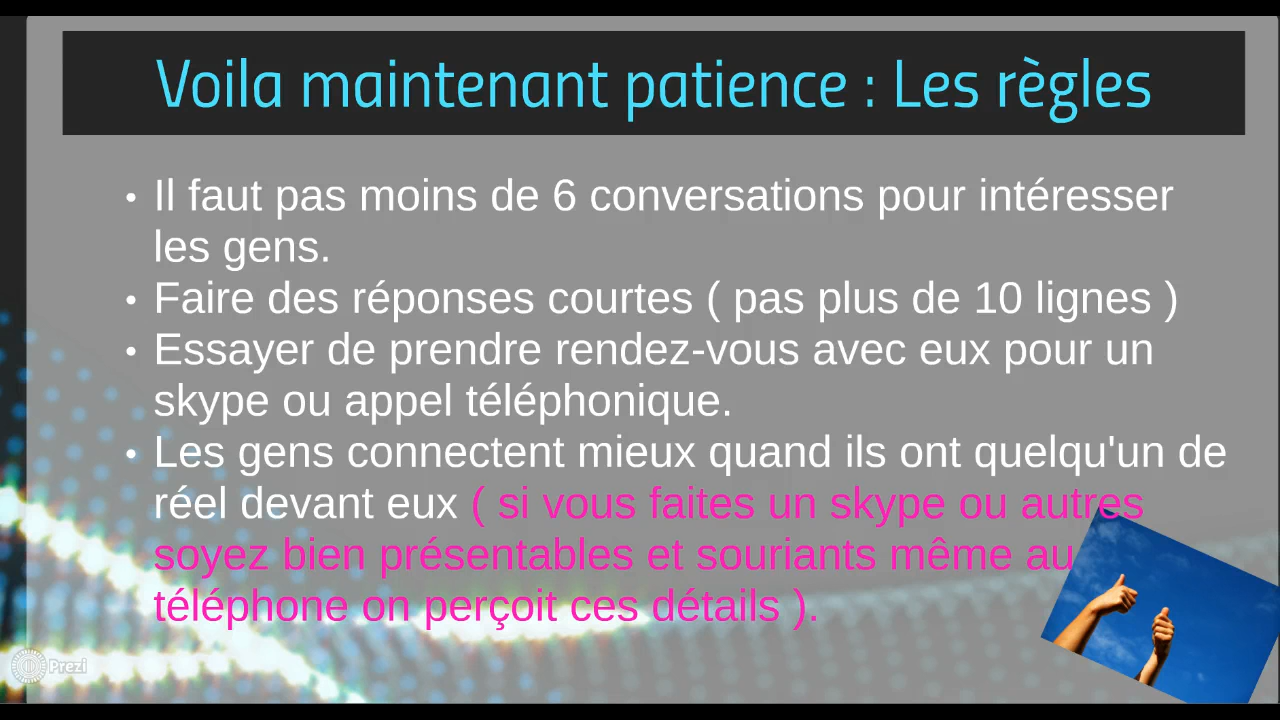 Voila maintenant patience : Les règles
• Il faut pas moins de 6 conversations pour intéresser
les gens.
• Faire des réponses courtes ( pas plus de 10 lignes )
• Essayer de prendre rendez-vous avec eux pour un
skype ou appel téléphonique.
• Les gens connectent mieux quand ils ont quelqu'un de
réel devant eux ( si vous faites un skype ou autres
soyez bien présentables et souriants même au
téléphone on perçoit ces détails ).
Prezi